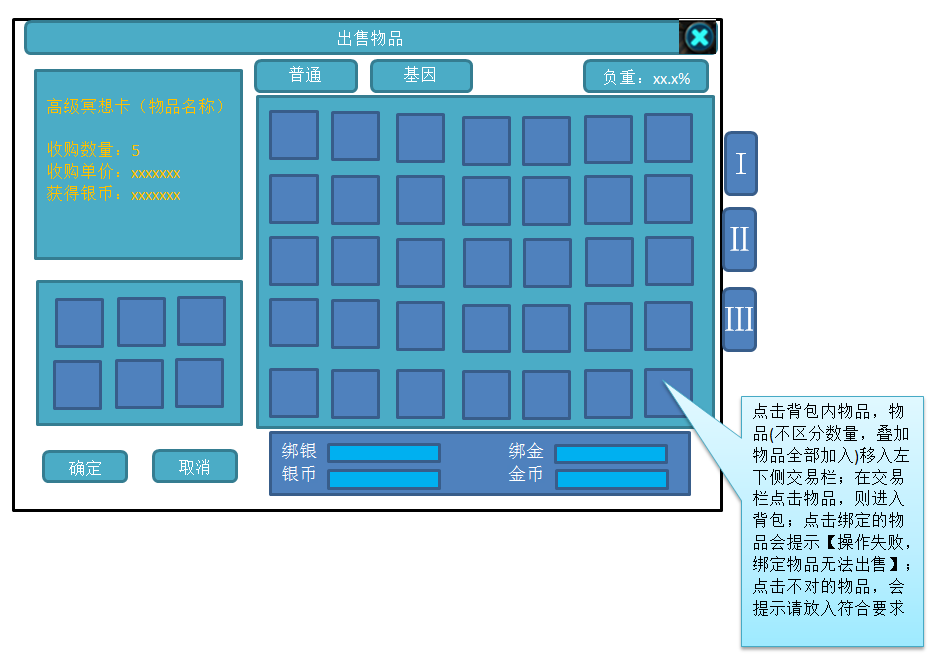 出售物品
普通
基因
负重：xx.x%
高级冥想卡（物品名称）
收购数量：5
收购单价：xxxxxxx
获得银币：xxxxxxx
I
II
III
确定
取消
绑银
绑金
银币
金币
点击背包内物品，物
品(不区分数量，叠加
物品全部加入)移入左
下侧交易栏；在交易
栏点击物品，则进入
背包；点击绑定的物
品会提示【操作失败，
绑定物品无法出售】；
点击不对的物品，会
提示请放入符合要求